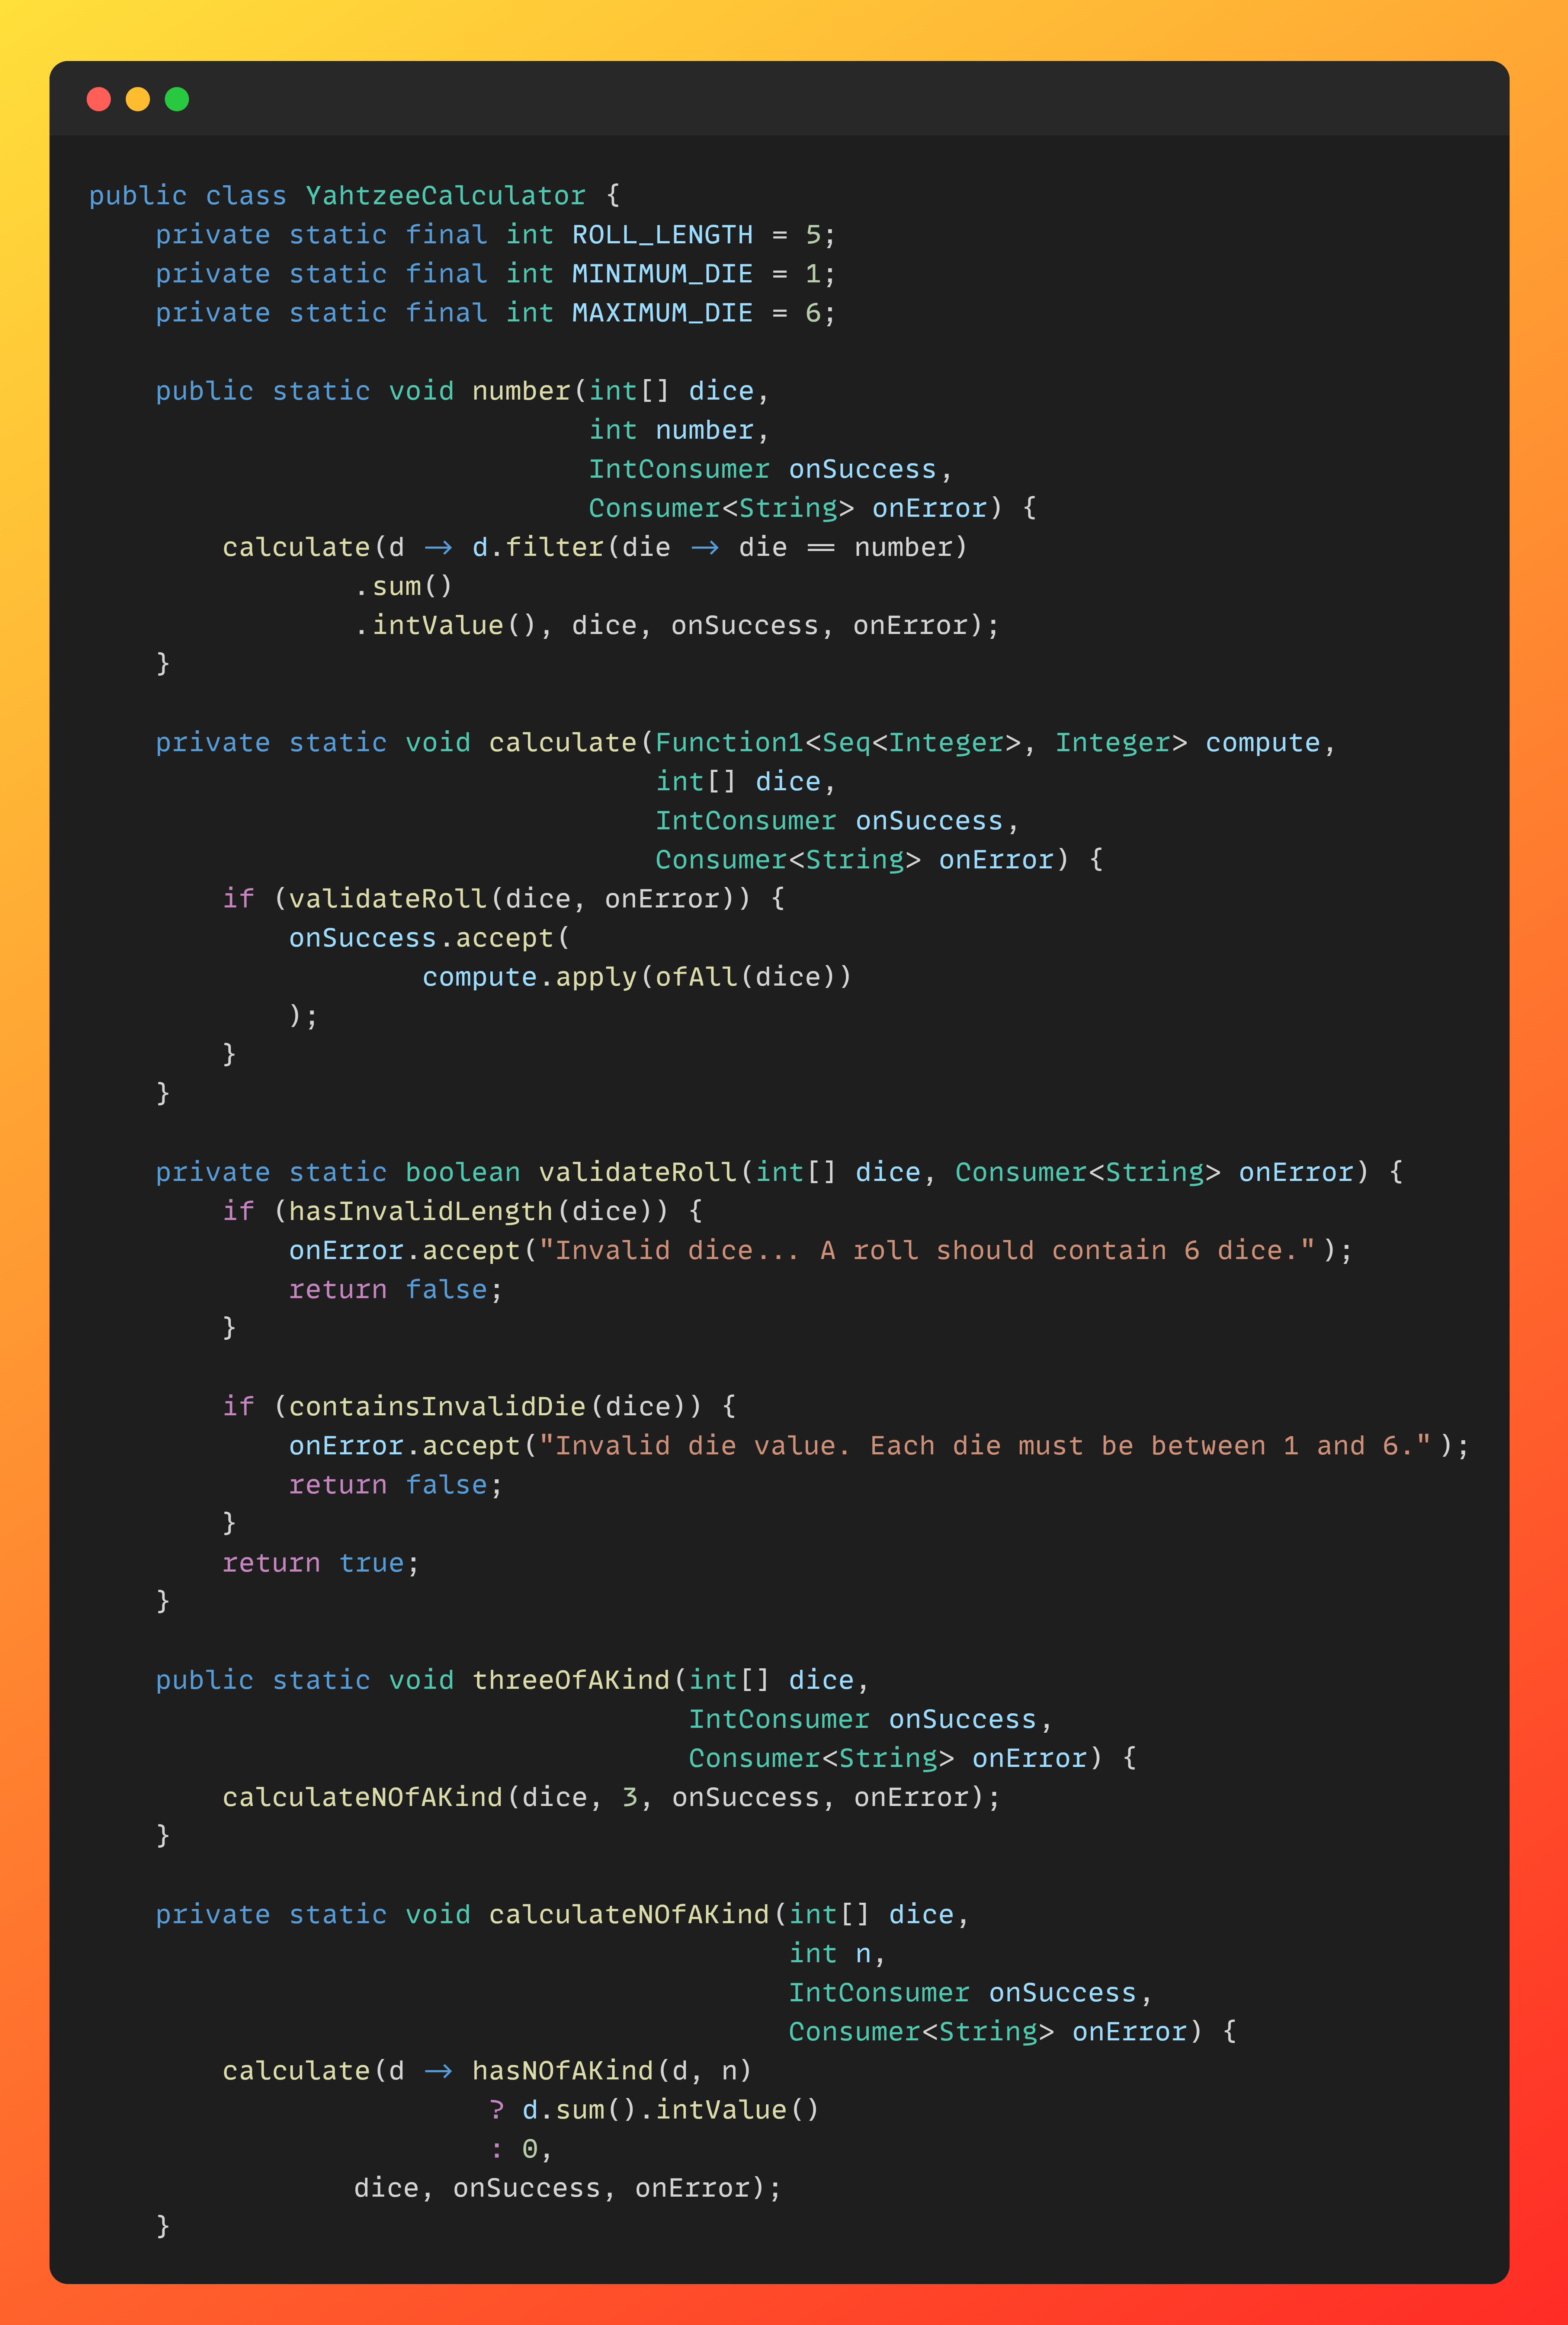 public class YahtzeeCalculator {
    private static final int ROLL_LENGTH = 5;
    private static final int MINIMUM_DIE = 1;
    private static final int MAXIMUM_DIE = 6;

    public static void number(int[] dice,
                              int number,
                              IntConsumer onSuccess,
                              Consumer<String> onError) {
        calculate(d -> d.filter(die -> die == number)
                .sum()
                .intValue(), dice, onSuccess, onError);
    }

    private static void calculate(Function1<Seq<Integer>, Integer> compute,
                                  int[] dice,
                                  IntConsumer onSuccess,
                                  Consumer<String> onError) {
        if (validateRoll(dice, onError)) {
            onSuccess.accept(
                    compute.apply(ofAll(dice))
            );
        }
    }

    private static boolean validateRoll(int[] dice, Consumer<String> onError) {
        if (hasInvalidLength(dice)) {
            onError.accept("Invalid dice... A roll should contain 6 dice.");
            return false;
        }

        if (containsInvalidDie(dice)) {
            onError.accept("Invalid die value. Each die must be between 1 and 6.");
            return false;
        }
        return true;
    }

    public static void threeOfAKind(int[] dice,
                                    IntConsumer onSuccess,
                                    Consumer<String> onError) {
        calculateNOfAKind(dice, 3, onSuccess, onError);
    }

    private static void calculateNOfAKind(int[] dice,
                                          int n,
                                          IntConsumer onSuccess,
                                          Consumer<String> onError) {
        calculate(d -> hasNOfAKind(d, n)
                        ? d.sum().intValue()
                        : 0,
                dice, onSuccess, onError);
    }